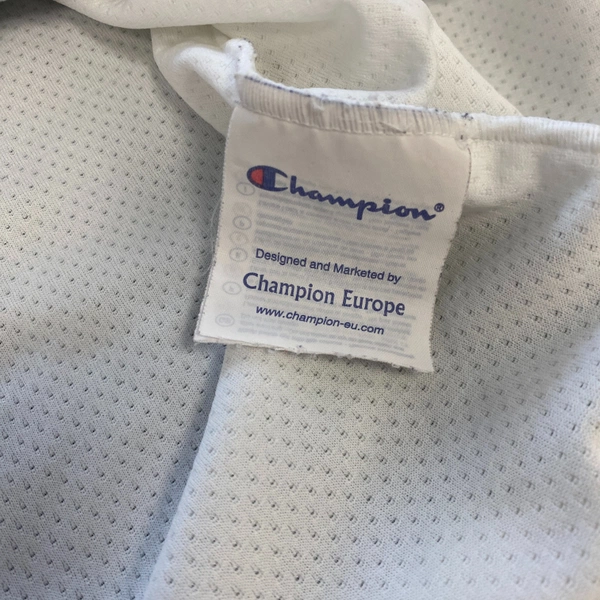 Champion®
Designed and Marketed by
Champion Europe
www.champion-eu.com